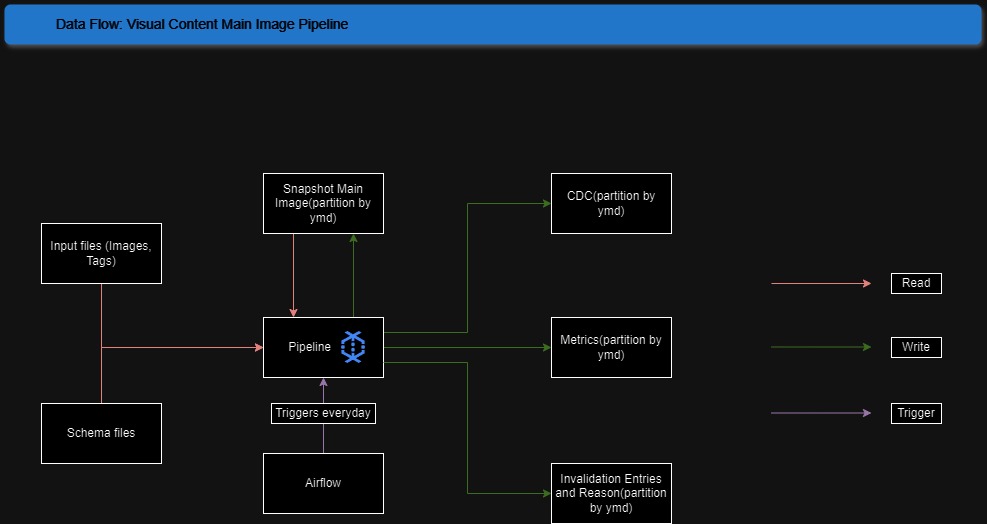 Data Flow: Visual Content Main Image Pipeline
Snapshot Main
Image(partition by
ymd)
CDC(partition by
ymd)
Input files (Images,
Tags)
Read
Pipeline
Metrics(partition by
ymd)
Write
Triggers everyday
Trigger
Schema files
Airflow
Invalidation Entries
and Reason(partition
by ymd)